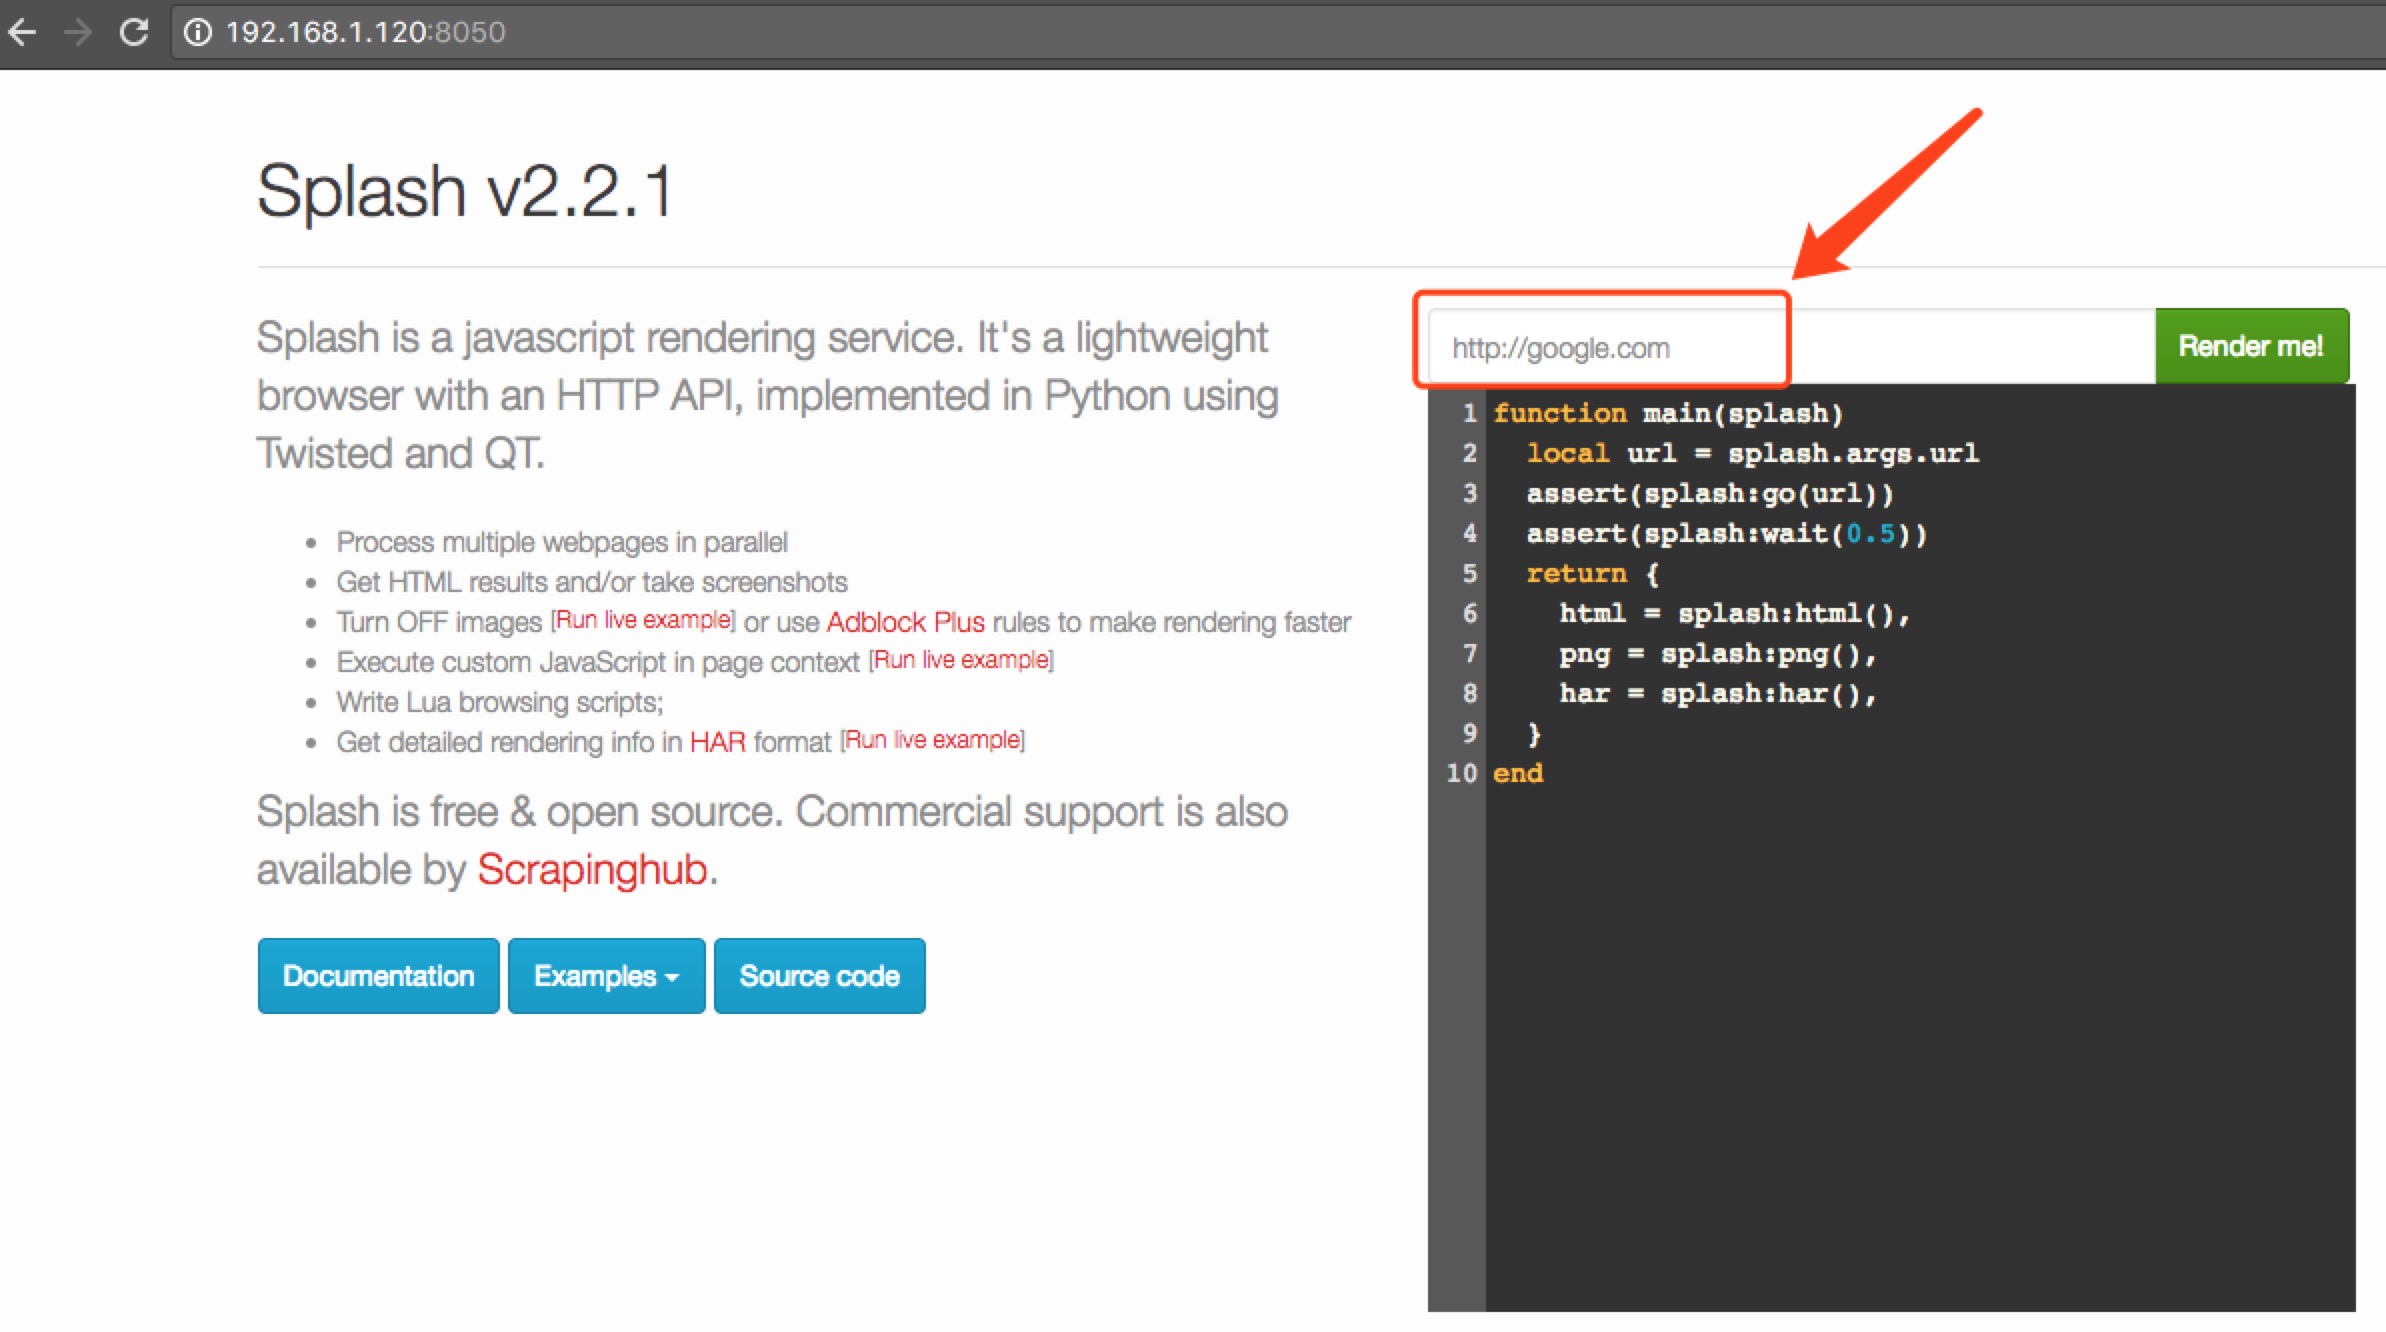 192.168.1.120:8050
Splash v2.2.1
Splash is a javascript rendering service. It's a lightweight
browser with an HTTP API, implemented in Python using
Twisted and QT.
• Process multiple webpages in parallel
• Get HTML results and/or take screenshots
• Turn OFF images [Run live example] or use Adblock Plus rules to make rendering faster
• Execute custom JavaScript in page context [Run live example]
• Write Lua browsing scripts;
• Get detailed rendering info in HAR format [Run live example]
Splash is free & open source. Commercial support is also
available by Scrapinghub.
Documentation
Examples
Source code
http://google.com
Render me!
1 function main(splash)
2   local url = splash.args.url
3   assert(splash:go(url))
4   assert(splash:wait(0.5))
5   return {
6     html = splash:html(),
7     png = splash:png(),
8     har = splash:har(),
9   }
10 end